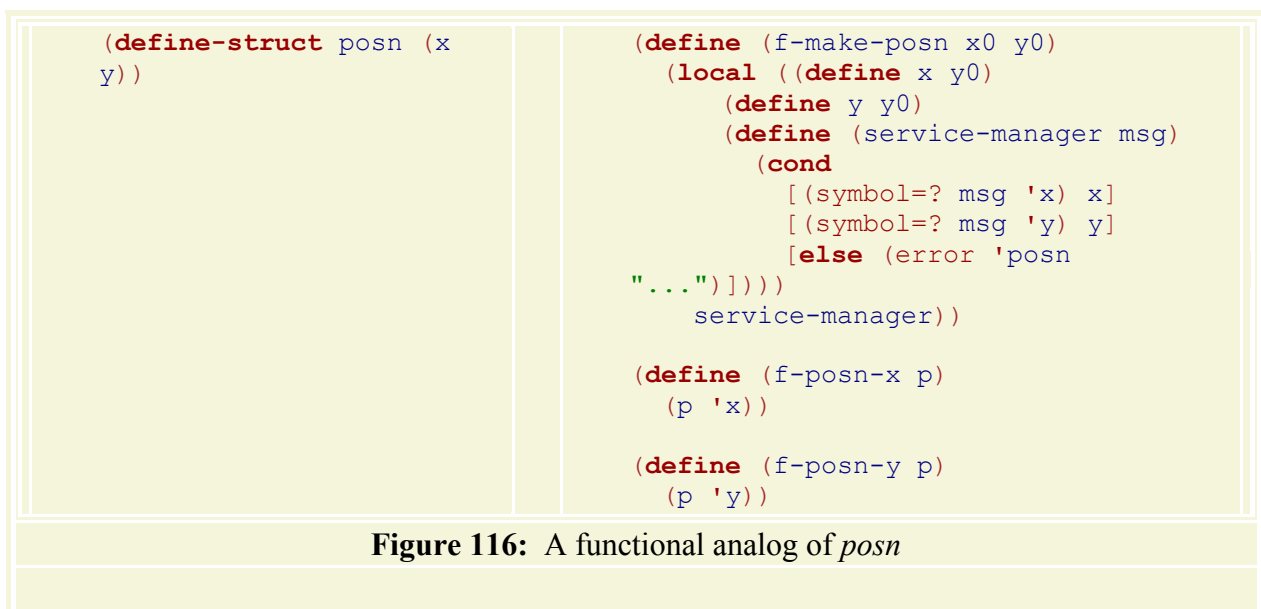 (define-struct posn (x
y))
(define (f-make-posn x0 y0)
(local ((define x y0)
(define y y0)
(define (service-manager msg)
(cond
[(symbol=? msg 'x) x]
[(symbol=? msg 'y) y]
[else (error 'posn
"...")])))
service-manager))
(define (f-posn-x p)
(p 'x))
(define (f-posn-y p)
(p 'y))
Figure 116: A functional analog of posn